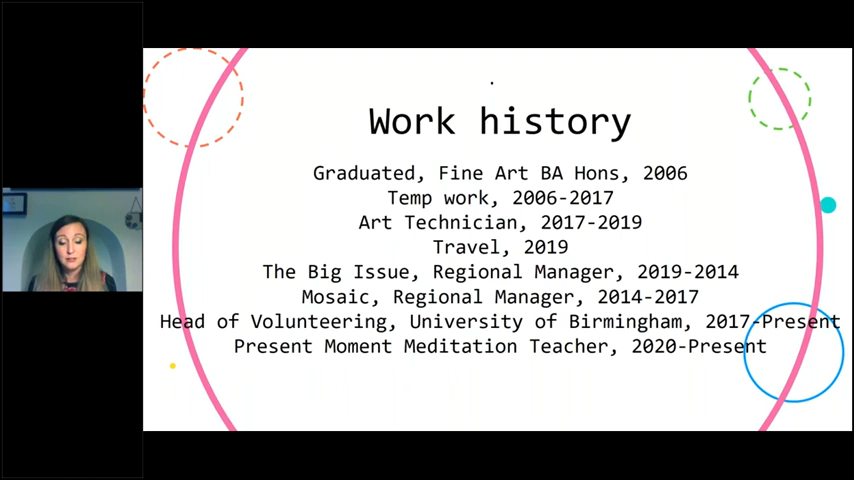 Work history
Graduated, Fine Art BA Hons, 2006
Temp work, 2006-2017
Art Technician, 2017-2019
Travel, 2019
The Big Issue, Regional Manager, 2019-2014
Mosaic, Regional Manager, 2014-2017
Head of Volunteering, University of Birmingham, 2017-Present
Present Moment Meditation Teacher, 2020-Present